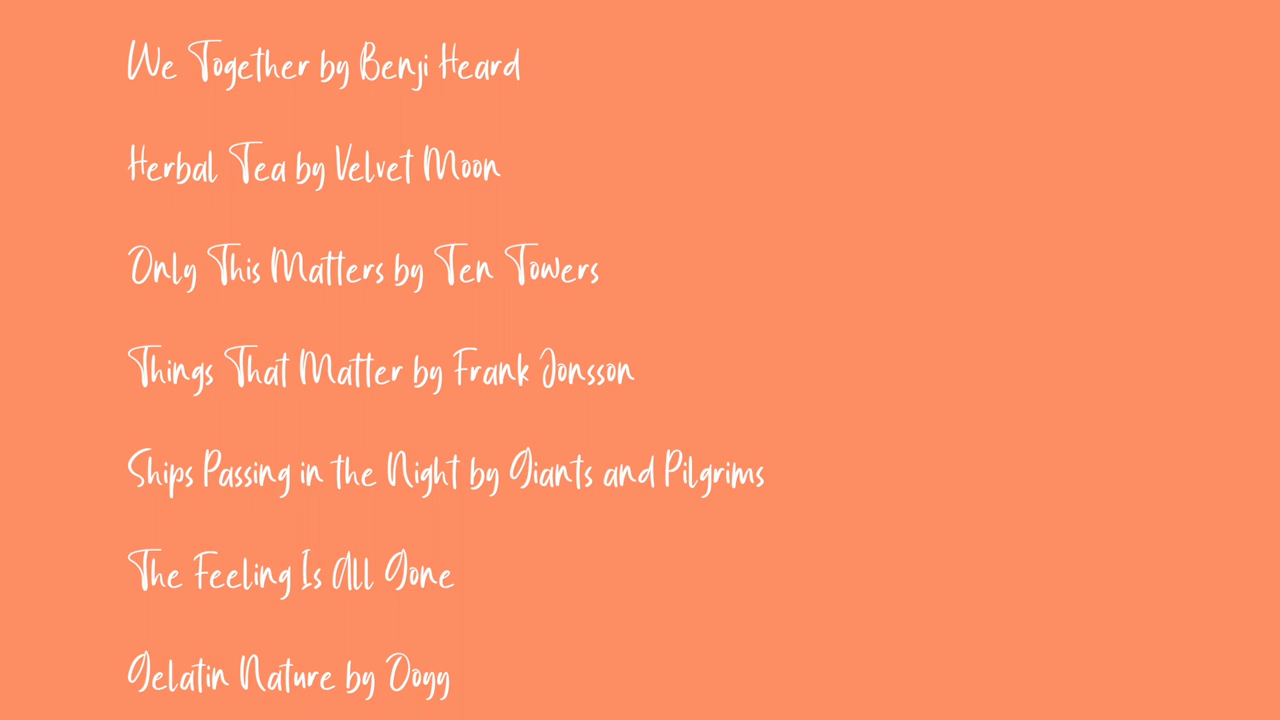 We Together by Benji Heard
Herbal Tea by Velvet Moon
Only This Matters by Ten Towers
Things That Matter by Frank Jonsson
Ships Passing in the Night by Giants and Pilgrims
The Feeling Is All Gone
Gelatin Nature by Oogy